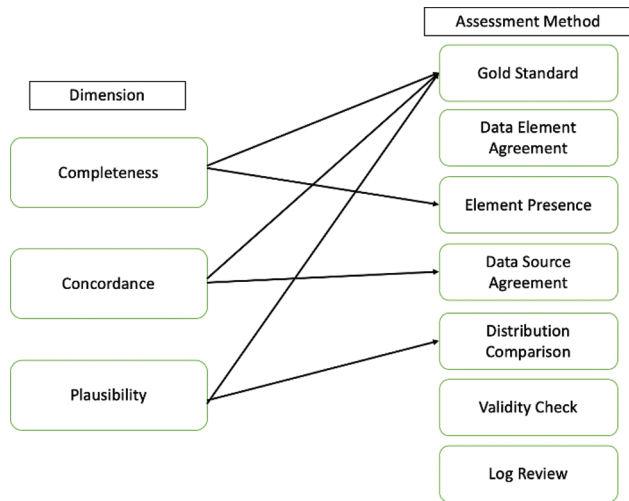 Assessment Method
Gold Standard
Dimension
Data Element
Agreement
Completeness
Element Presence
Concordance
Data Source
Agreement
Distribution
Comparison
Plausibility
Validity Check
Log Review